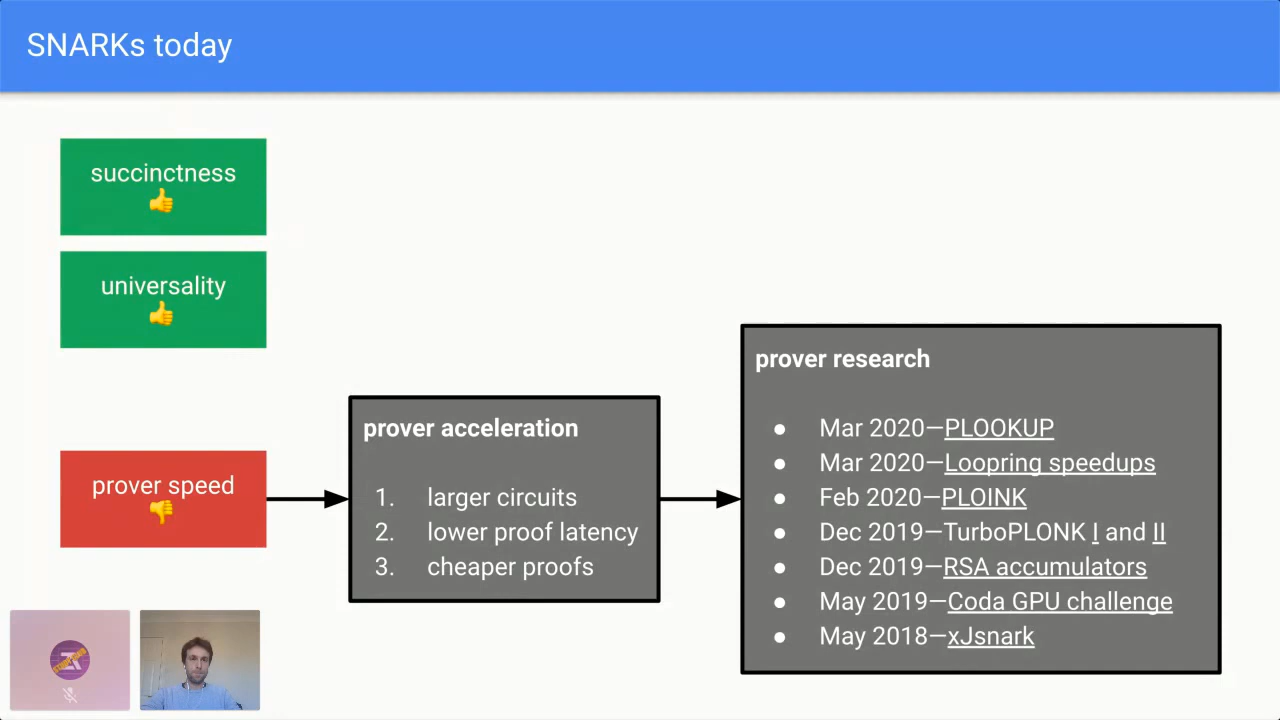 SNARKs today
succinctness
👍
universality
👍
prover speed
👎
prover acceleration
1. larger circuits
2. lower proof latency
3. cheaper proofs
prover research
● Mar 2020—PLOOKUP
● Mar 2020—Loopring speedups
● Feb 2020—PLOINK
● Dec 2019—TurboPLONK I and II
● Dec 2019—RSA accumulators
● May 2019—Coda GPU challenge
● May 2018—xJsnark